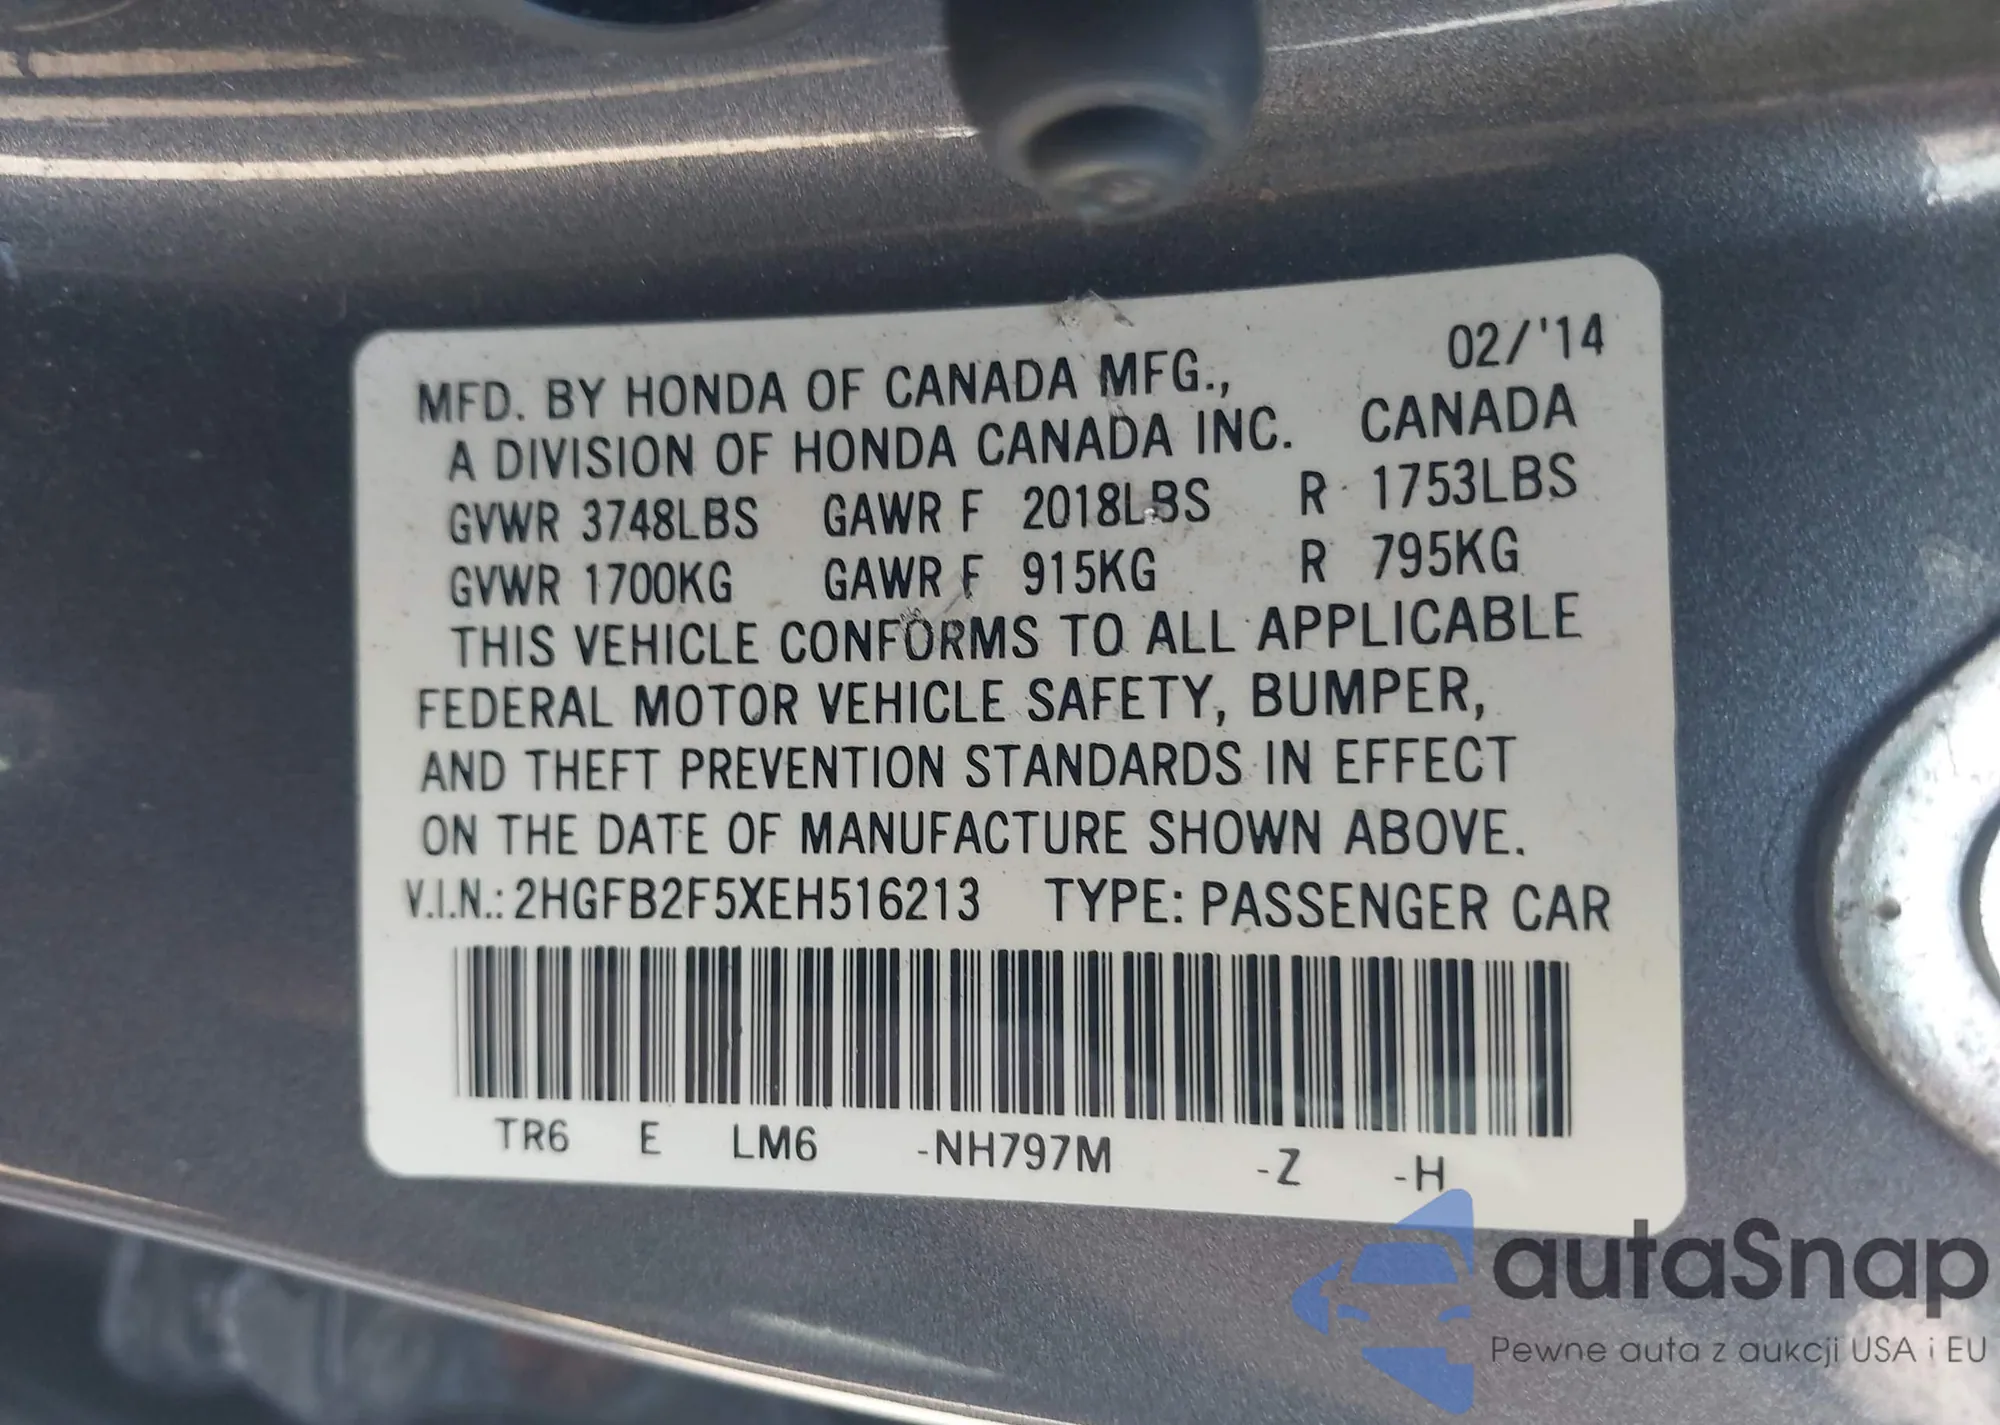 02/'14
MFD. BY HONDA OF CANADA MFG.,
A DIVISION OF HONDA CANADA INC. CANADA
GVWR 3748LBS GAWR F 2018LBS R 1753LBS
GVWR 1700KG GAWR F 915KG R 795KG
THIS VEHICLE CONFORMS TO ALL APPLICABLE
FEDERAL MOTOR VEHICLE SAFETY, BUMPER,
AND THEFT PREVENTION STANDARDS IN EFFECT
ON THE DATE OF MANUFACTURE SHOWN ABOVE.
V.I.N.: 2HGFB2F5XEH516213 TYPE: PASSENGER CAR
TR6 E LM6 -NH797M -Z -H
autaSnap
Pewne auta z aukcji USA i EU